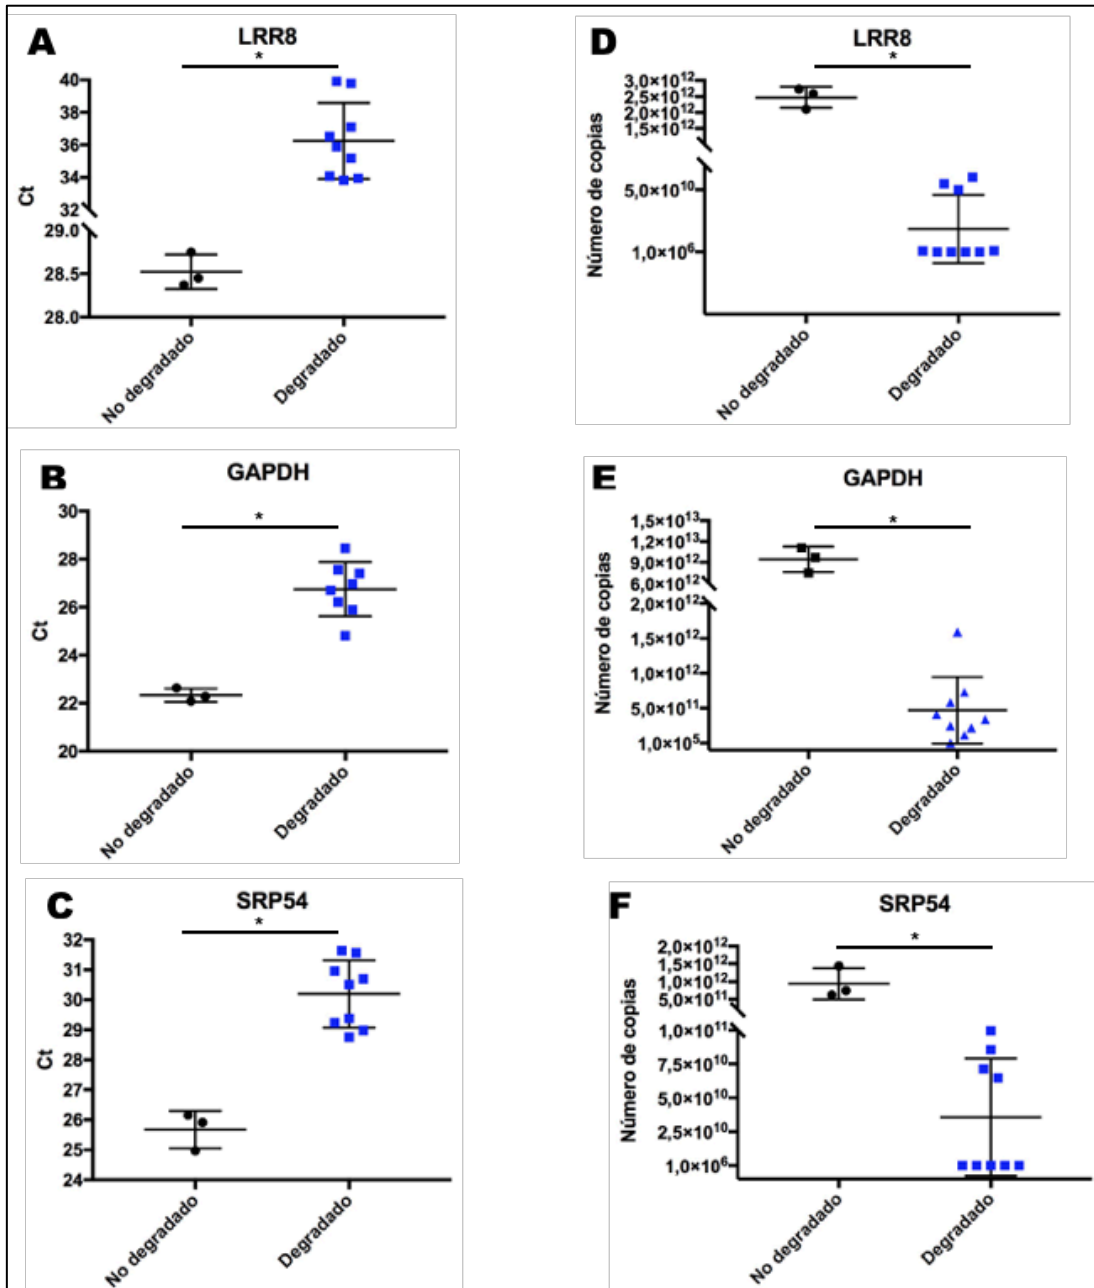 A
LRR8
*
Ct
40
38
36
34
32
29.0
28.5
28.0
No degradado
Degradado
D
LRR8
*
Número de copias
3,0×10¹²
2,5×10¹²
2,0×10¹²
1,5×10¹²
5,0×10¹⁰
1,0×10⁶
No degradado
Degradado
B
GAPDH
*
Ct
30
28
26
24
22
20
No degradado
Degradado
E
GAPDH
*
Número de copias
1,5×10¹³
1,2×10¹³
9,0×10¹²
6,0×10¹²
2,0×10¹²
1,5×10¹²
1,0×10¹²
5,0×10¹¹
1,0×10⁵
No degradado
Degradado
C
SRP54
*
Ct
32
31
30
29
28
27
26
25
24
No degradado
Degradado
F
SRP54
*
Número de copias
2,0×10¹²
1,5×10¹²
1,0×10¹²
5,0×10¹¹
1,0×10¹¹
7,5×10¹⁰
5,0×10¹⁰
2,5×10¹⁰
1,0×10⁶
No degradado
Degradado